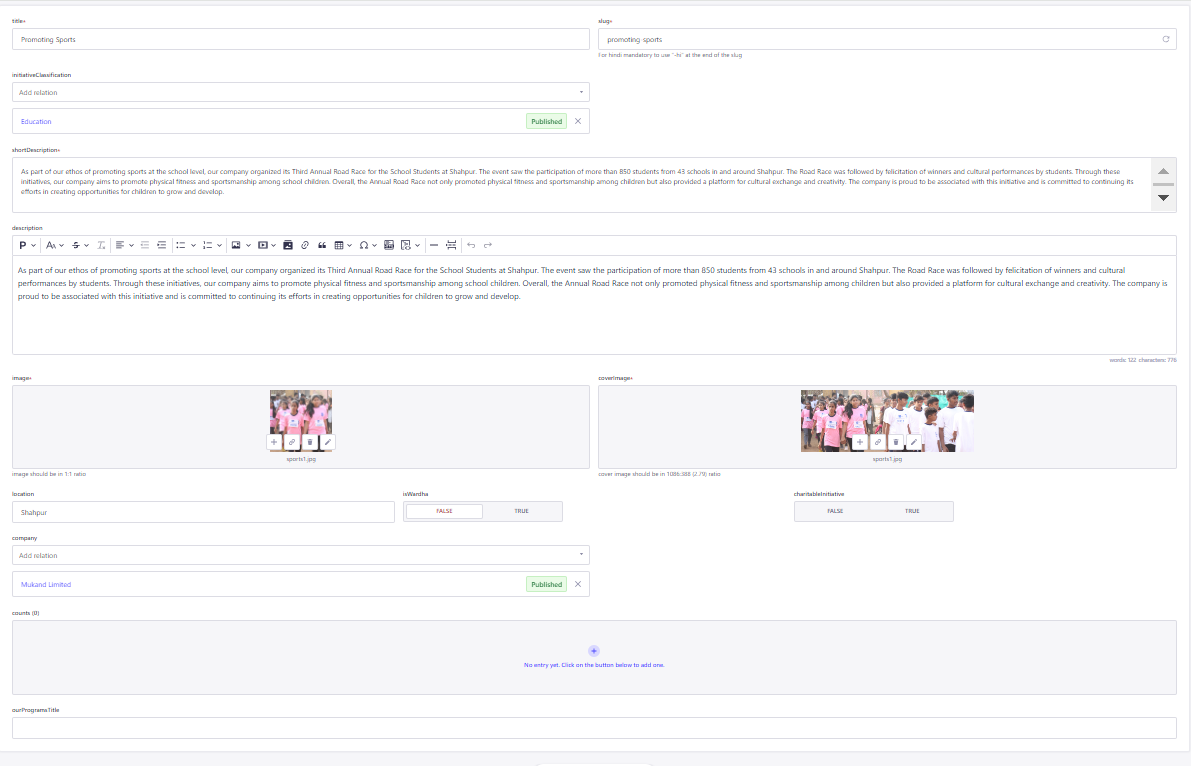 title*
slug*
Promoting Sports
promoting-sports
For hindi mandatory to use "-hi" at the end of the slug
initiativeClassification
Add relation
Education
Published
shortDescription*
As part of our ethos of promoting sports at the school level, our company organized its Third Annual Road Race for the School Students at Shahpur. The event saw the participation of more than 850 students from 43 schools in and around Shahpur. The Road Race was followed by felicitation of winners and cultural performances by students. Through these
initiatives, our company aims to promote physical fitness and sportsmanship among school children. Overall, the Annual Road Race not only promoted physical fitness and sportsmanship among children but also provided a platform for cultural exchange and creativity. The company is proud to be associated with this initiative and is committed to continuing its
efforts in creating opportunities for children to grow and develop.
description
P
As part of our ethos of promoting sports at the school level, our company organized its Third Annual Road Race for the School Students at Shahpur. The event saw the participation of more than 850 students from 43 schools in and around Shahpur. The Road Race was followed by felicitation of winners and cultural
performances by students. Through these initiatives, our company aims to promote physical fitness and sportsmanship among school children. Overall, the Annual Road Race not only promoted physical fitness and sportsmanship among children but also provided a platform for cultural exchange and creativity. The company is
proud to be associated with this initiative and is committed to continuing its efforts in creating opportunities for children to grow and develop.
words: 122 characters: 776
image*
coverImage*
sports1.jpg
sports1.jpg
image should be in 1:1 ratio
cover image should be in 1086:388 (2.79) ratio
location
isWardha
charitableInitiative
Shahpur
FALSE
TRUE
FALSE
TRUE
company
Add relation
Mukand Limited
Published
counts (0)
No entry yet. Click on the button below to add one.
ourProgramsTitle